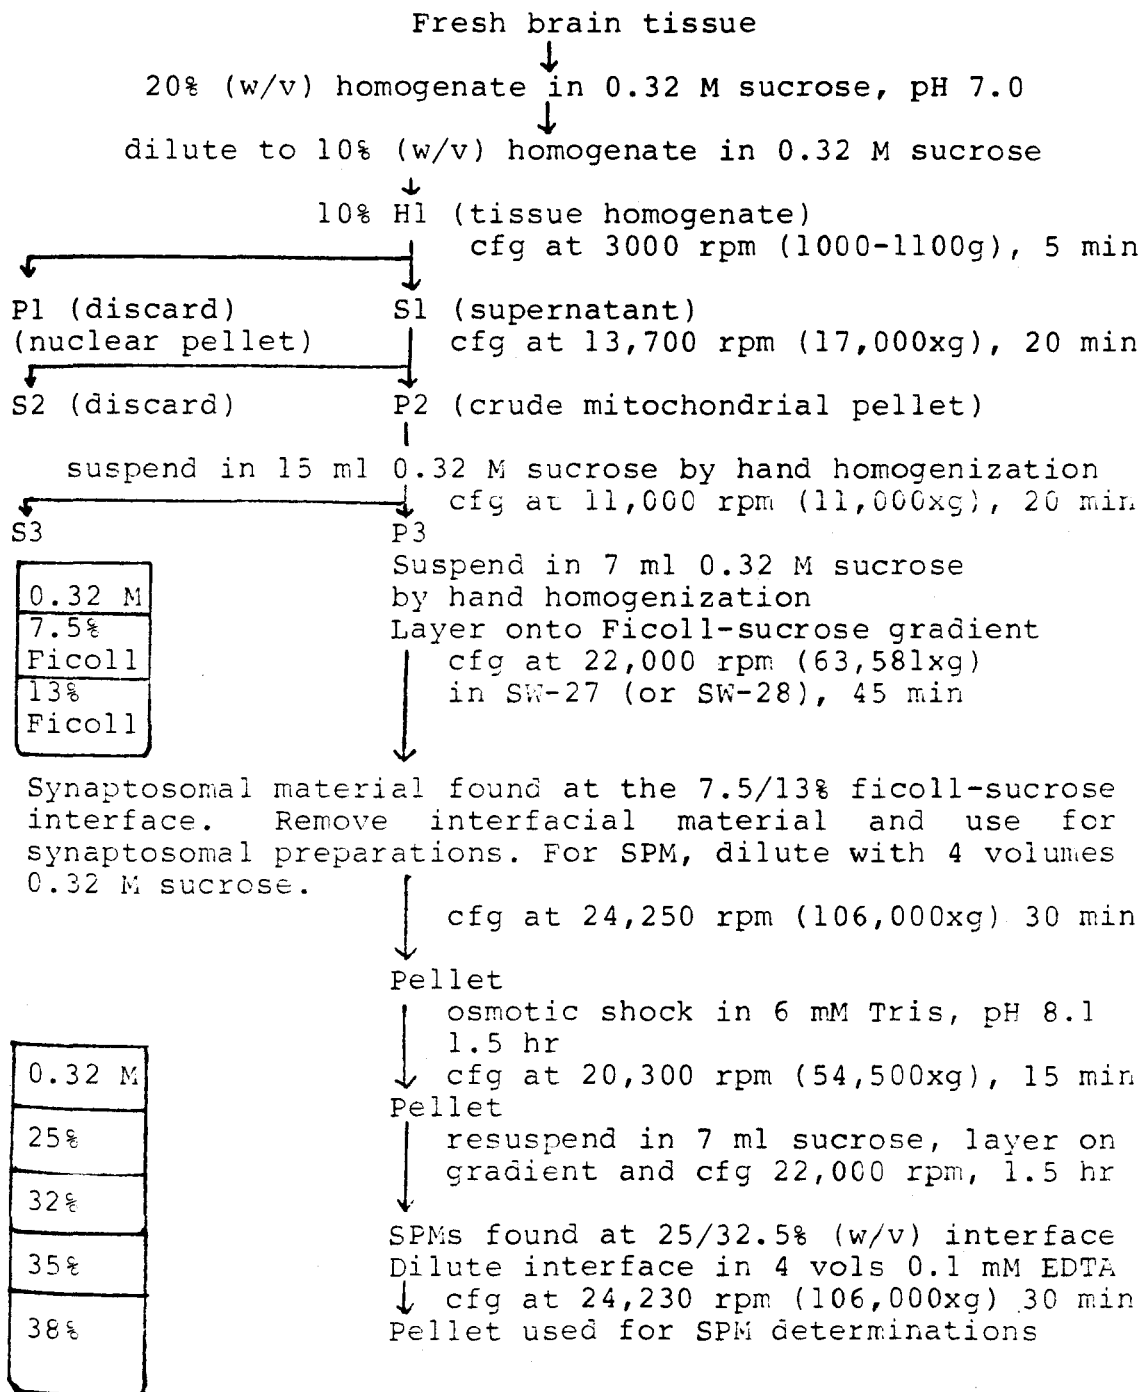 Fresh brain tissue
20% (w/v) homogenate in 0.32 M sucrose, pH 7.0
dilute to 10% (w/v) homogenate in 0.32 M sucrose
10% H1 (tissue homogenate)
cfg at 3000 rpm (1000-1100g), 5 min
P1 (discard)
(nuclear pellet)
S1 (supernatant)
cfg at 13,700 rpm (17,000xg), 20 min
S2 (discard)
P2 (crude mitochondrial pellet)
suspend in 15 ml 0.32 M sucrose by hand homogenization
cfg at 11,000 rpm (11,000xg), 20 min
S3
P3
0.32 M
7.5%
Ficoll
13%
Ficoll
Suspend in 7 ml 0.32 M sucrose
by hand homogenization
Layer onto Ficoll-sucrose gradient
cfg at 22,000 rpm (63,581xg)
in SW-27 (or SW-28), 45 min
Synaptosomal material found at the 7.5/13% ficoll-sucrose
interface. Remove interfacial material and use for
synaptosomal preparations. For SPM, dilute with 4 volumes
0.32 M sucrose.
cfg at 24,250 rpm (106,000xg) 30 min
Pellet
osmotic shock in 6 mM Tris, pH 8.1
1.5 hr
cfg at 20,300 rpm (54,500xg), 15 min
Pellet
resuspend in 7 ml sucrose, layer on
gradient and cfg 22,000 rpm, 1.5 hr
0.32 M
25%
32%
35%
38%
SPMs found at 25/32.5% (w/v) interface
Dilute interface in 4 vols 0.1 mM EDTA
cfg at 24,230 rpm (106,000xg) 30 min
Pellet used for SPM determinations